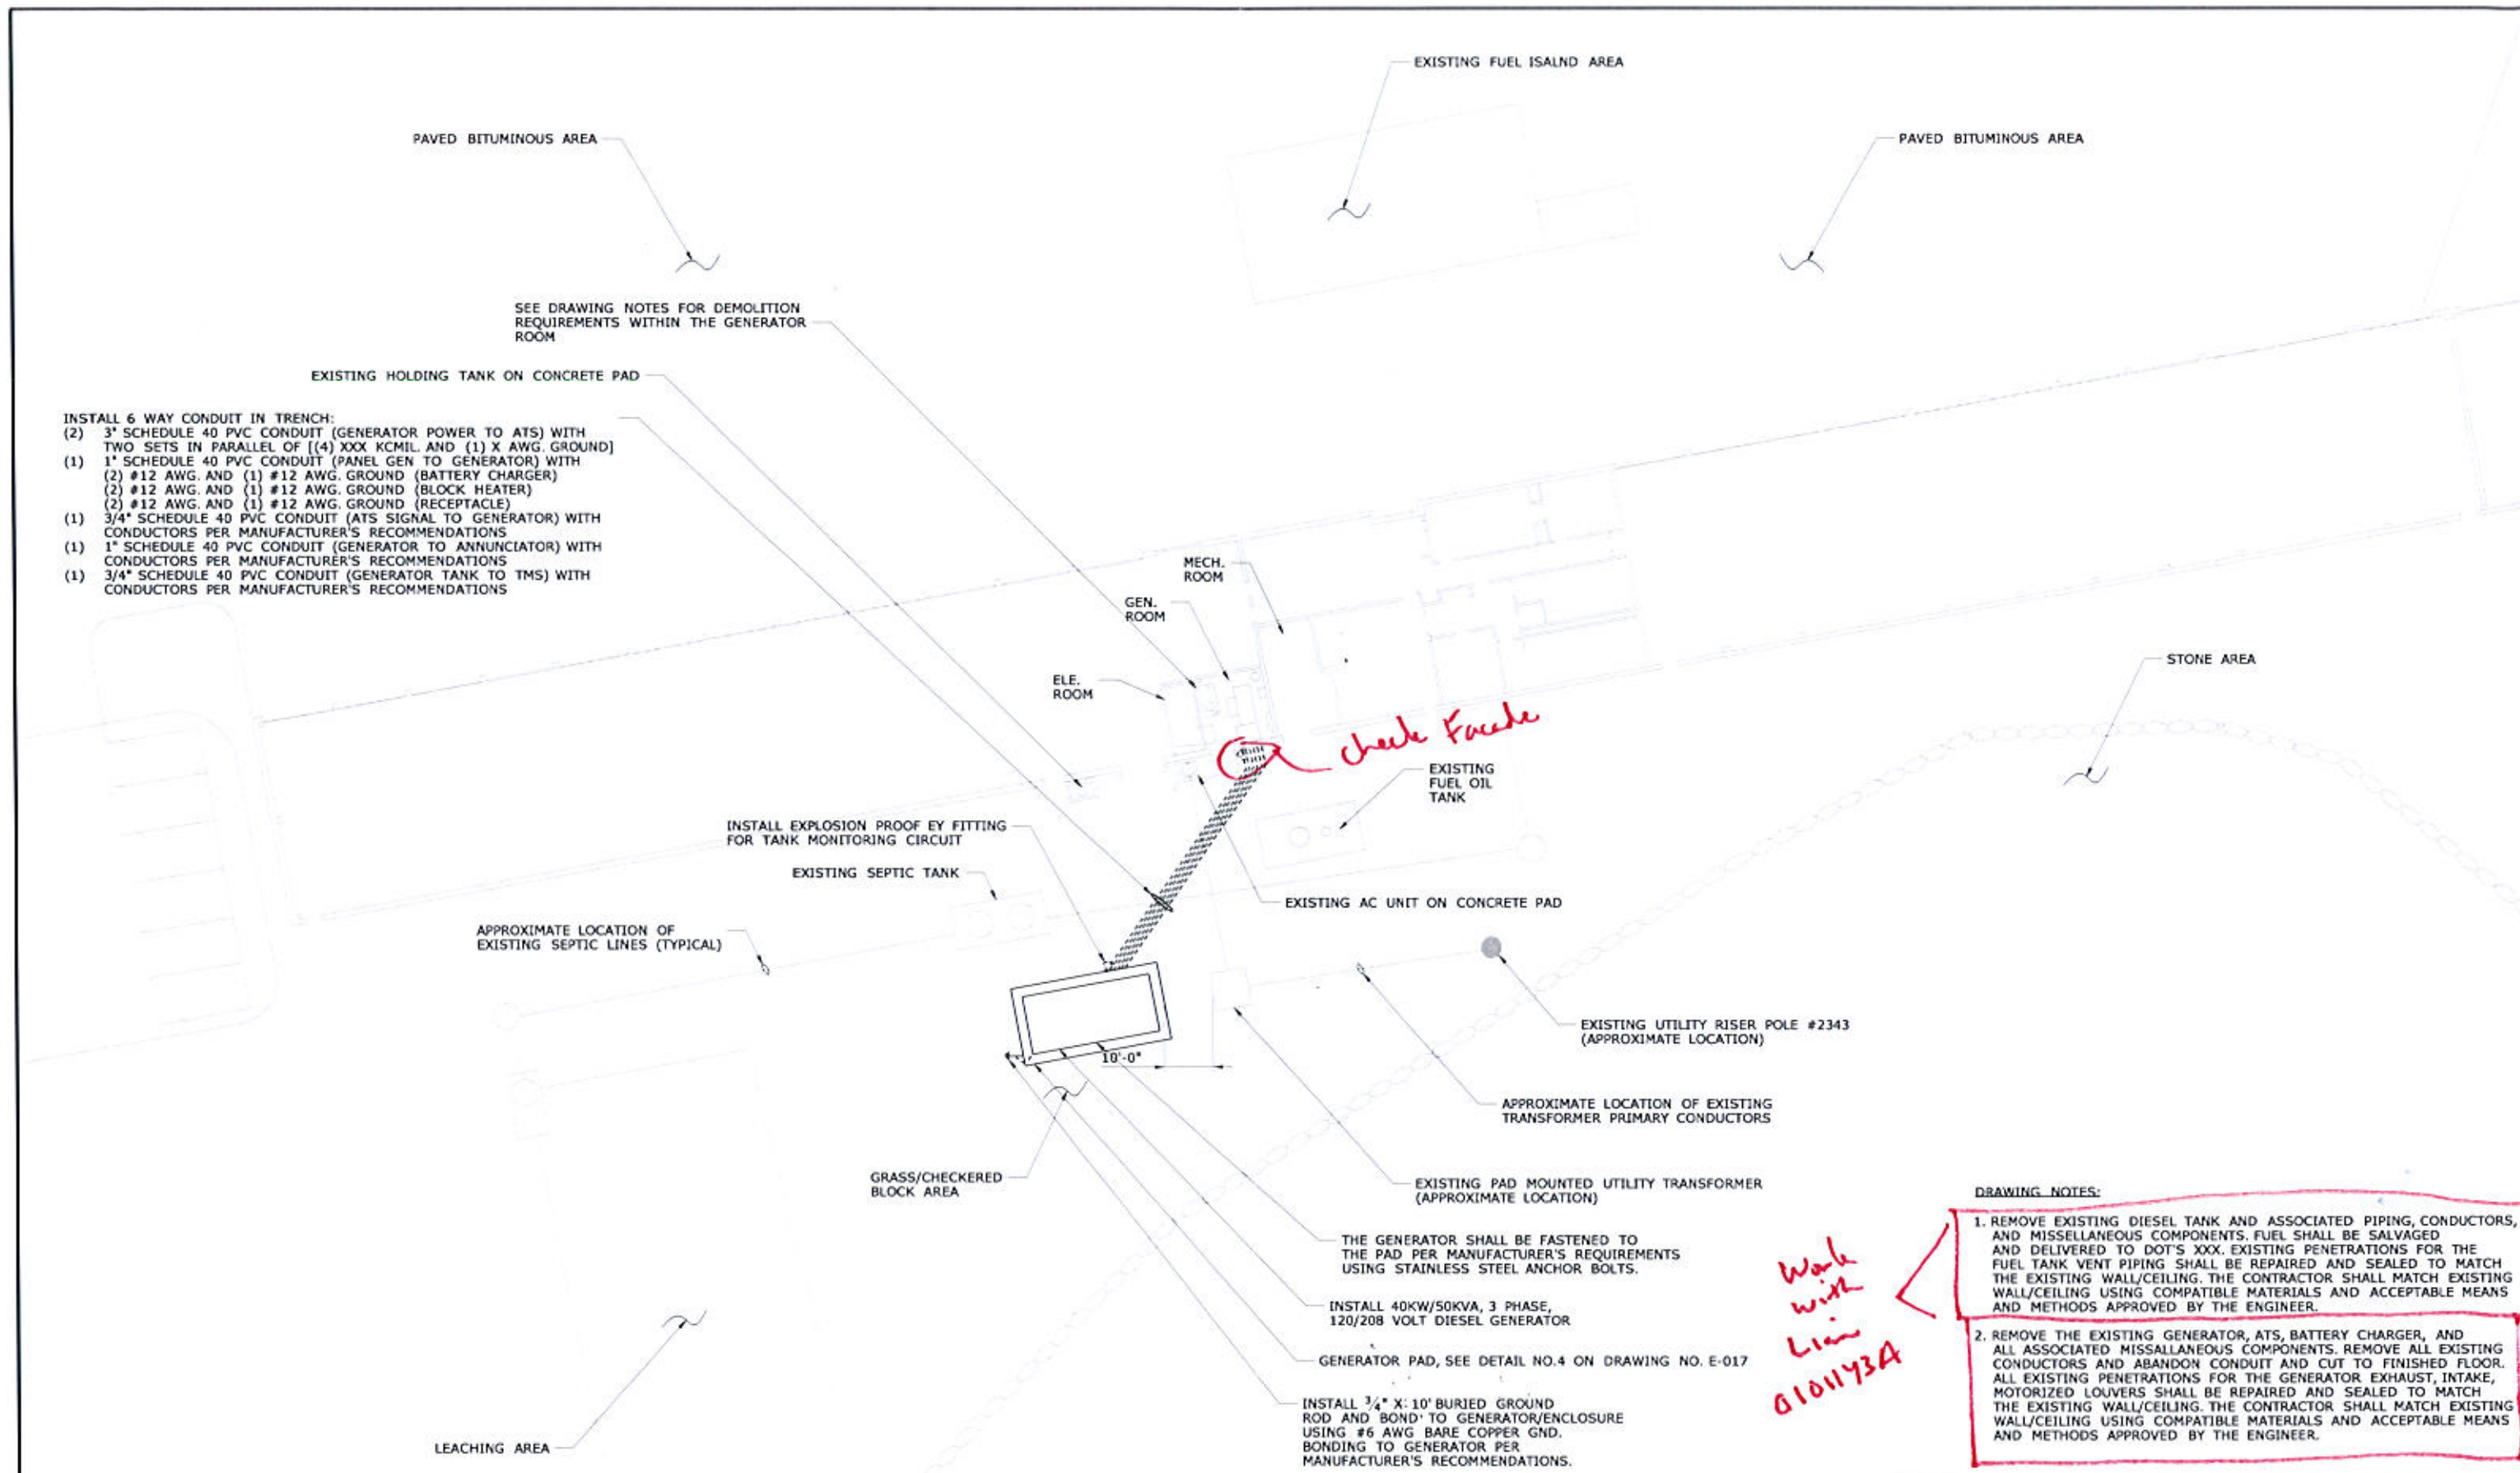 EXISTING FUEL ISALND AREA
PAVED BITUMINOUS AREA
PAVED BITUMINOUS AREA
SEE DRAWING NOTES FOR DEMOLITION
REQUIREMENTS WITHIN THE GENERATOR
ROOM
EXISTING HOLDING TANK ON CONCRETE PAD
INSTALL 6 WAY CONDUIT IN TRENCH:
(2) 3" SCHEDULE 40 PVC CONDUIT (GENERATOR POWER TO ATS) WITH
TWO SETS IN PARALLEL OF [(4) XXX KCMIL. AND (1) X AWG. GROUND]
(1) 1" SCHEDULE 40 PVC CONDUIT (PANEL GEN TO GENERATOR) WITH
(2) #12 AWG. AND (1) #12 AWG. GROUND (BATTERY CHARGER)
(2) #12 AWG. AND (1) #12 AWG. GROUND (BLOCK HEATER)
(2) #12 AWG. AND (1) #12 AWG. GROUND (RECEPTACLE)
(1) 3/4" SCHEDULE 40 PVC CONDUIT (ATS SIGNAL TO GENERATOR) WITH
CONDUCTORS PER MANUFACTURER'S RECOMMENDATIONS
(1) 1" SCHEDULE 40 PVC CONDUIT (GENERATOR TO ANNUNCIATOR) WITH
CONDUCTORS PER MANUFACTURER'S RECOMMENDATIONS
(1) 3/4" SCHEDULE 40 PVC CONDUIT (GENERATOR TANK TO TMS) WITH
CONDUCTORS PER MANUFACTURER'S RECOMMENDATIONS
MECH.
ROOM
GEN.
ROOM
ELE.
ROOM
STONE AREA
check Facade
EXISTING
FUEL OIL
TANK
INSTALL EXPLOSION PROOF EY FITTING
FOR TANK MONITORING CIRCUIT
EXISTING SEPTIC TANK
EXISTING AC UNIT ON CONCRETE PAD
APPROXIMATE LOCATION OF
EXISTING SEPTIC LINES (TYPICAL)
EXISTING UTILITY RISER POLE #2343
(APPROXIMATE LOCATION)
10'-0"
APPROXIMATE LOCATION OF EXISTING
TRANSFORMER PRIMARY CONDUCTORS
GRASS/CHECKERED
BLOCK AREA
EXISTING PAD MOUNTED UTILITY TRANSFORMER
(APPROXIMATE LOCATION)
THE GENERATOR SHALL BE FASTENED TO
THE PAD PER MANUFACTURER'S REQUIREMENTS
USING STAINLESS STEEL ANCHOR BOLTS.
INSTALL 40KW/50KVA, 3 PHASE,
120/208 VOLT DIESEL GENERATOR
GENERATOR PAD, SEE DETAIL NO.4 ON DRAWING NO. E-017
INSTALL 3/4" X 10' BURIED GROUND
ROD AND BOND TO GENERATOR/ENCLOSURE
USING #6 AWG BARE COPPER GND.
BONDING TO GENERATOR PER
MANUFACTURER'S RECOMMENDATIONS.
LEACHING AREA
Work
with
Liam
0101143A
DRAWING NOTES:
1. REMOVE EXISTING DIESEL TANK AND ASSOCIATED PIPING, CONDUCTORS,
AND MISSELLANEOUS COMPONENTS. FUEL SHALL BE SALVAGED
AND DELIVERED TO DOT'S XXX. EXISTING PENETRATIONS FOR THE
FUEL TANK VENT PIPING SHALL BE REPAIRED AND SEALED TO MATCH
THE EXISTING WALL/CEILING. THE CONTRACTOR SHALL MATCH EXISTING
WALL/CEILING USING COMPATIBLE MATERIALS AND ACCEPTABLE MEANS
AND METHODS APPROVED BY THE ENGINEER.
2. REMOVE THE EXISTING GENERATOR, ATS, BATTERY CHARGER, AND
ALL ASSOCIATED MISSALLANEOUS COMPONENTS. REMOVE ALL EXISTING
CONDUCTORS AND ABANDON CONDUIT AND CUT TO FINISHED FLOOR.
ALL EXISTING PENETRATIONS FOR THE GENERATOR EXHAUST, INTAKE,
MOTORIZED LOUVERS SHALL BE REPAIRED AND SEALED TO MATCH
THE EXISTING WALL/CEILING. THE CONTRACTOR SHALL MATCH EXISTING
WALL/CEILING USING COMPATIBLE MATERIALS AND ACCEPTABLE MEANS
AND METHODS APPROVED BY THE ENGINEER.